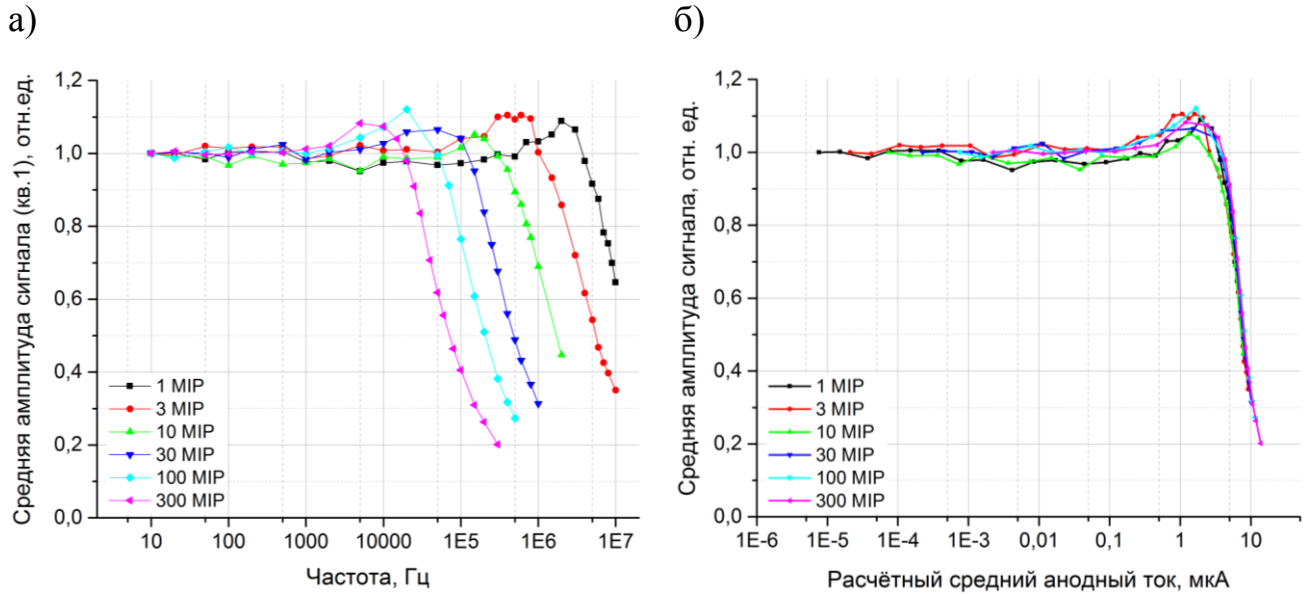 а)
Средняя амплитуда сигнала (кв.1), отн.ед.
1,2
1,0
0,8
0,6
0,4
0,2
0,0
1 MIP
3 MIP
10 MIP
30 MIP
100 MIP
300 MIP
10 100 1000 10000 1E5 1E6 1E7
Частота, Гц
б)
Средняя амплитуда сигнала, отн. ед.
1,2
1,0
0,8
0,6
0,4
0,2
0,0
1 MIP
3 MIP
10 MIP
30 MIP
100 MIP
300 MIP
1E-6 1E-5 1E-4 1E-3 0,01 0,1 1 10
Расчётный средний анодный ток, мкА